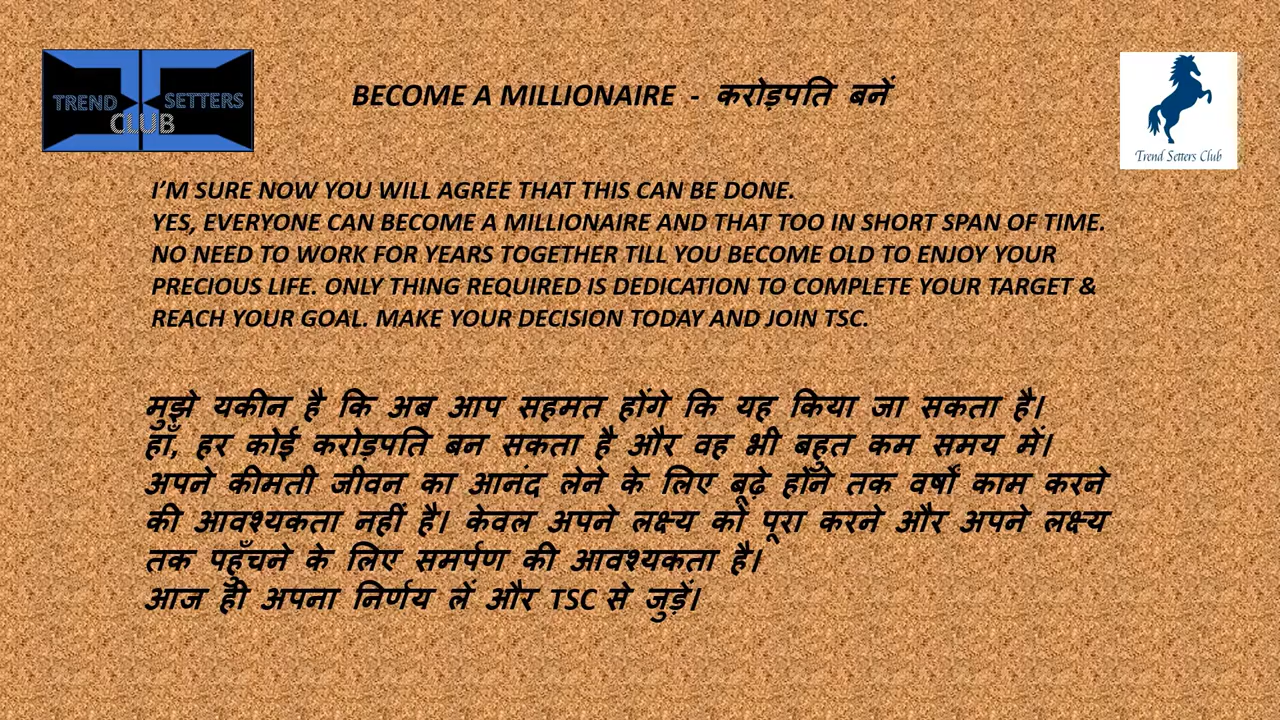 TREND SETTERS
CLUB
BECOME A MILLIONAIRE - करोड़पति बनें
Trend Setters Club
I’M SURE NOW YOU WILL AGREE THAT THIS CAN BE DONE.
YES, EVERYONE CAN BECOME A MILLIONAIRE AND THAT TOO IN SHORT SPAN OF TIME.
NO NEED TO WORK FOR YEARS TOGETHER TILL YOU BECOME OLD TO ENJOY YOUR
PRECIOUS LIFE. ONLY THING REQUIRED IS DEDICATION TO COMPLETE YOUR TARGET &
REACH YOUR GOAL. MAKE YOUR DECISION TODAY AND JOIN TSC.
मुझे यकीन है कि अब आप सहमत होंगे कि यह किया जा सकता है।
हाँ, हर कोई करोड़पति बन सकता है और वह भी बहुत कम समय में।
अपने कीमती जीवन का आनंद लेने के लिए बूढ़े होने तक वर्षों काम करने
की आवश्यकता नहीं है। केवल अपने लक्ष्य को पूरा करने और अपने लक्ष्य
तक पहुँचने के लिए समर्पण की आवश्यकता है।
आज ही अपना निर्णय लें और TSC से जुड़ें।